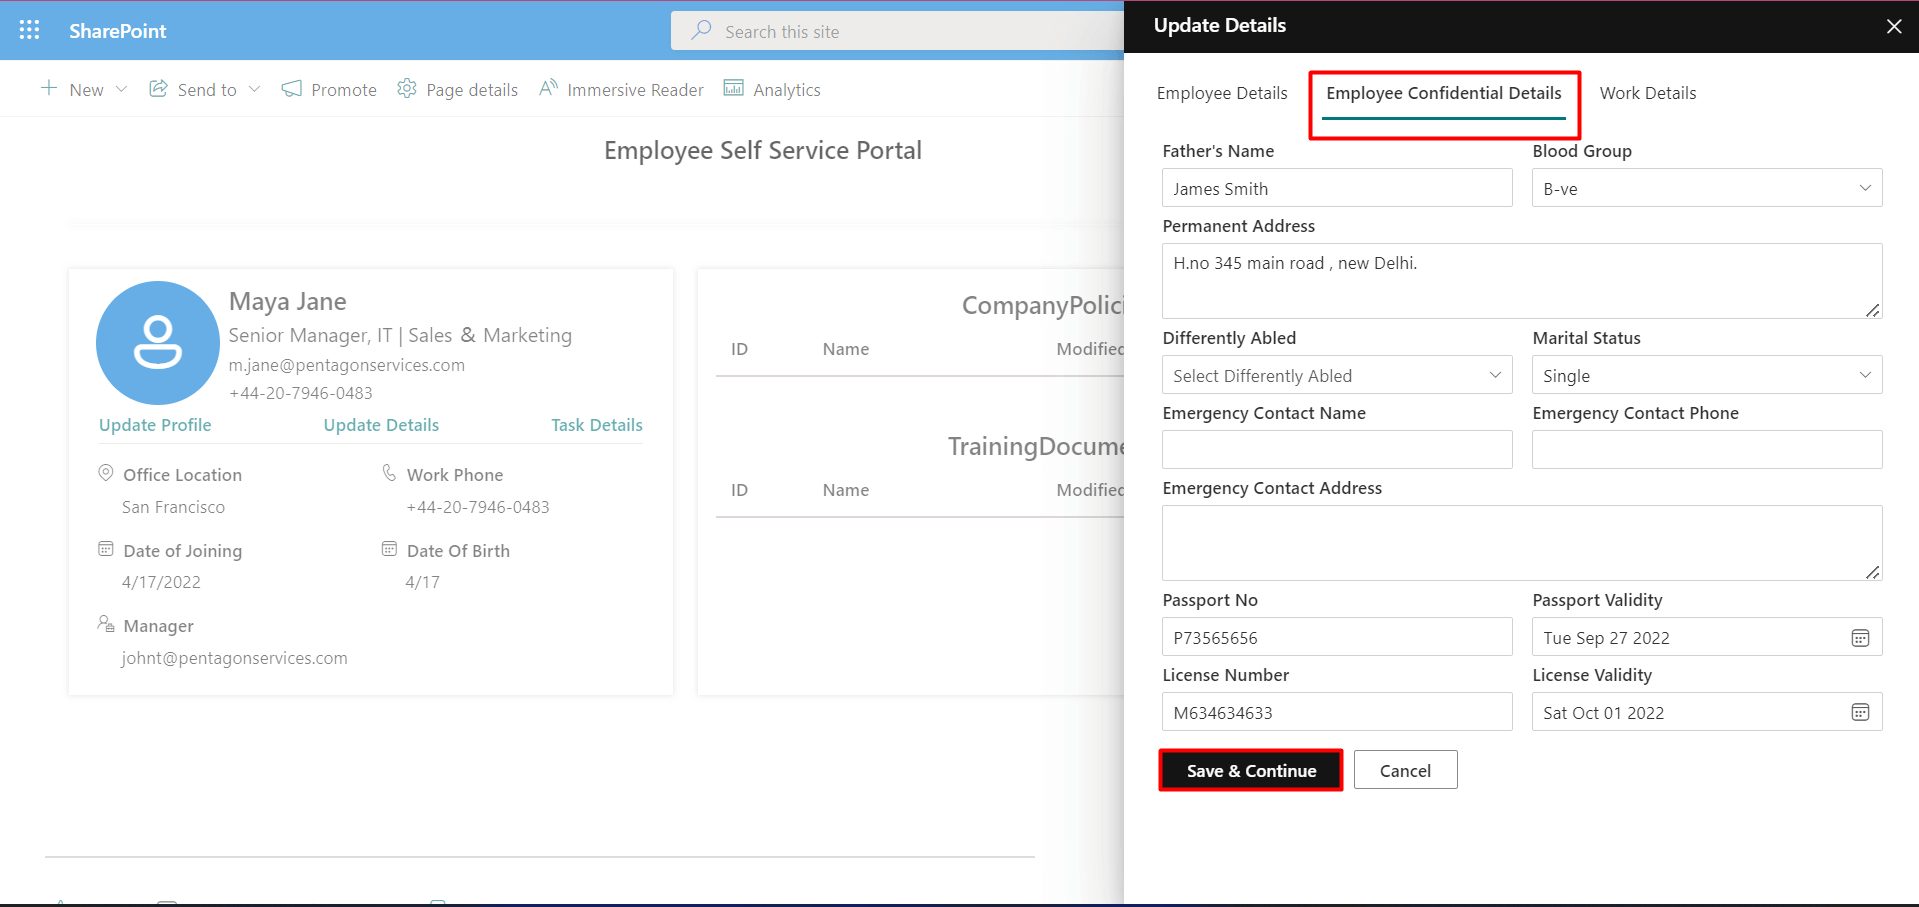 SharePoint
Search this site
New
Send to
Promote
Page details
Immersive Reader
Analytics
Employee Self Service Portal
Maya Jane
Senior Manager, IT | Sales & Marketing
m.jane@pentagonservices.com
+44-20-7946-0483
Update Profile
Update Details
Task Details
Office Location
San Francisco
Work Phone
+44-20-7946-0483
Date of Joining
4/17/2022
Date Of Birth
4/17
Manager
johnt@pentagonservices.com
CompanyPolici
ID Name Modified
TrainingDocume
ID Name Modified
Update Details
Employee Details
Employee Confidential Details
Work Details
Father's Name
James Smith
Blood Group
B-ve
Permanent Address
H.no 345 main road , new Delhi.
Differently Abled
Select Differently Abled
Marital Status
Single
Emergency Contact Name
Emergency Contact Phone
Emergency Contact Address
Passport No
P73565656
Passport Validity
Tue Sep 27 2022
License Number
M634634633
License Validity
Sat Oct 01 2022
Save & Continue
Cancel